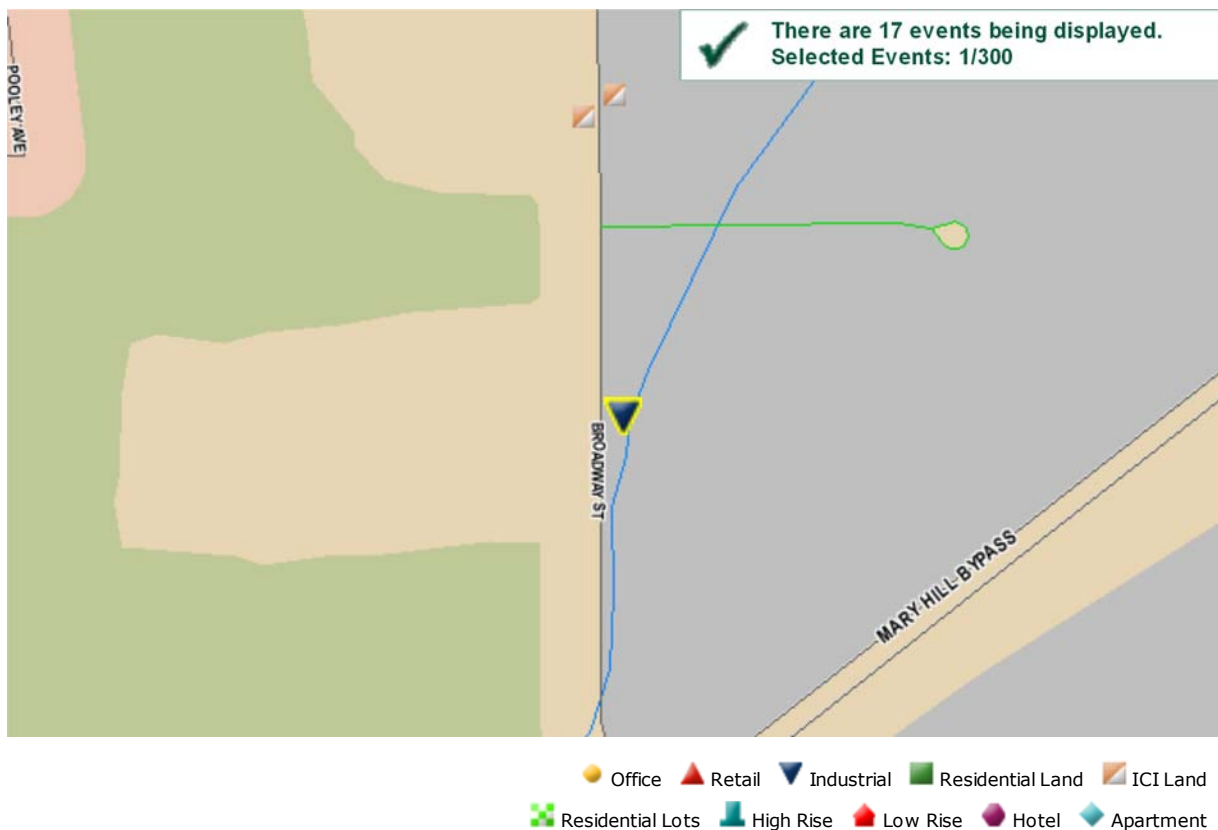 There are 17 events being displayed.
Selected Events: 1/300
POOLEY AVE
BROADWAY ST
MARY HILL BYPASS
Office Retail Industrial Residential Land ICI Land
Residential Lots High Rise Low Rise Hotel Apartment